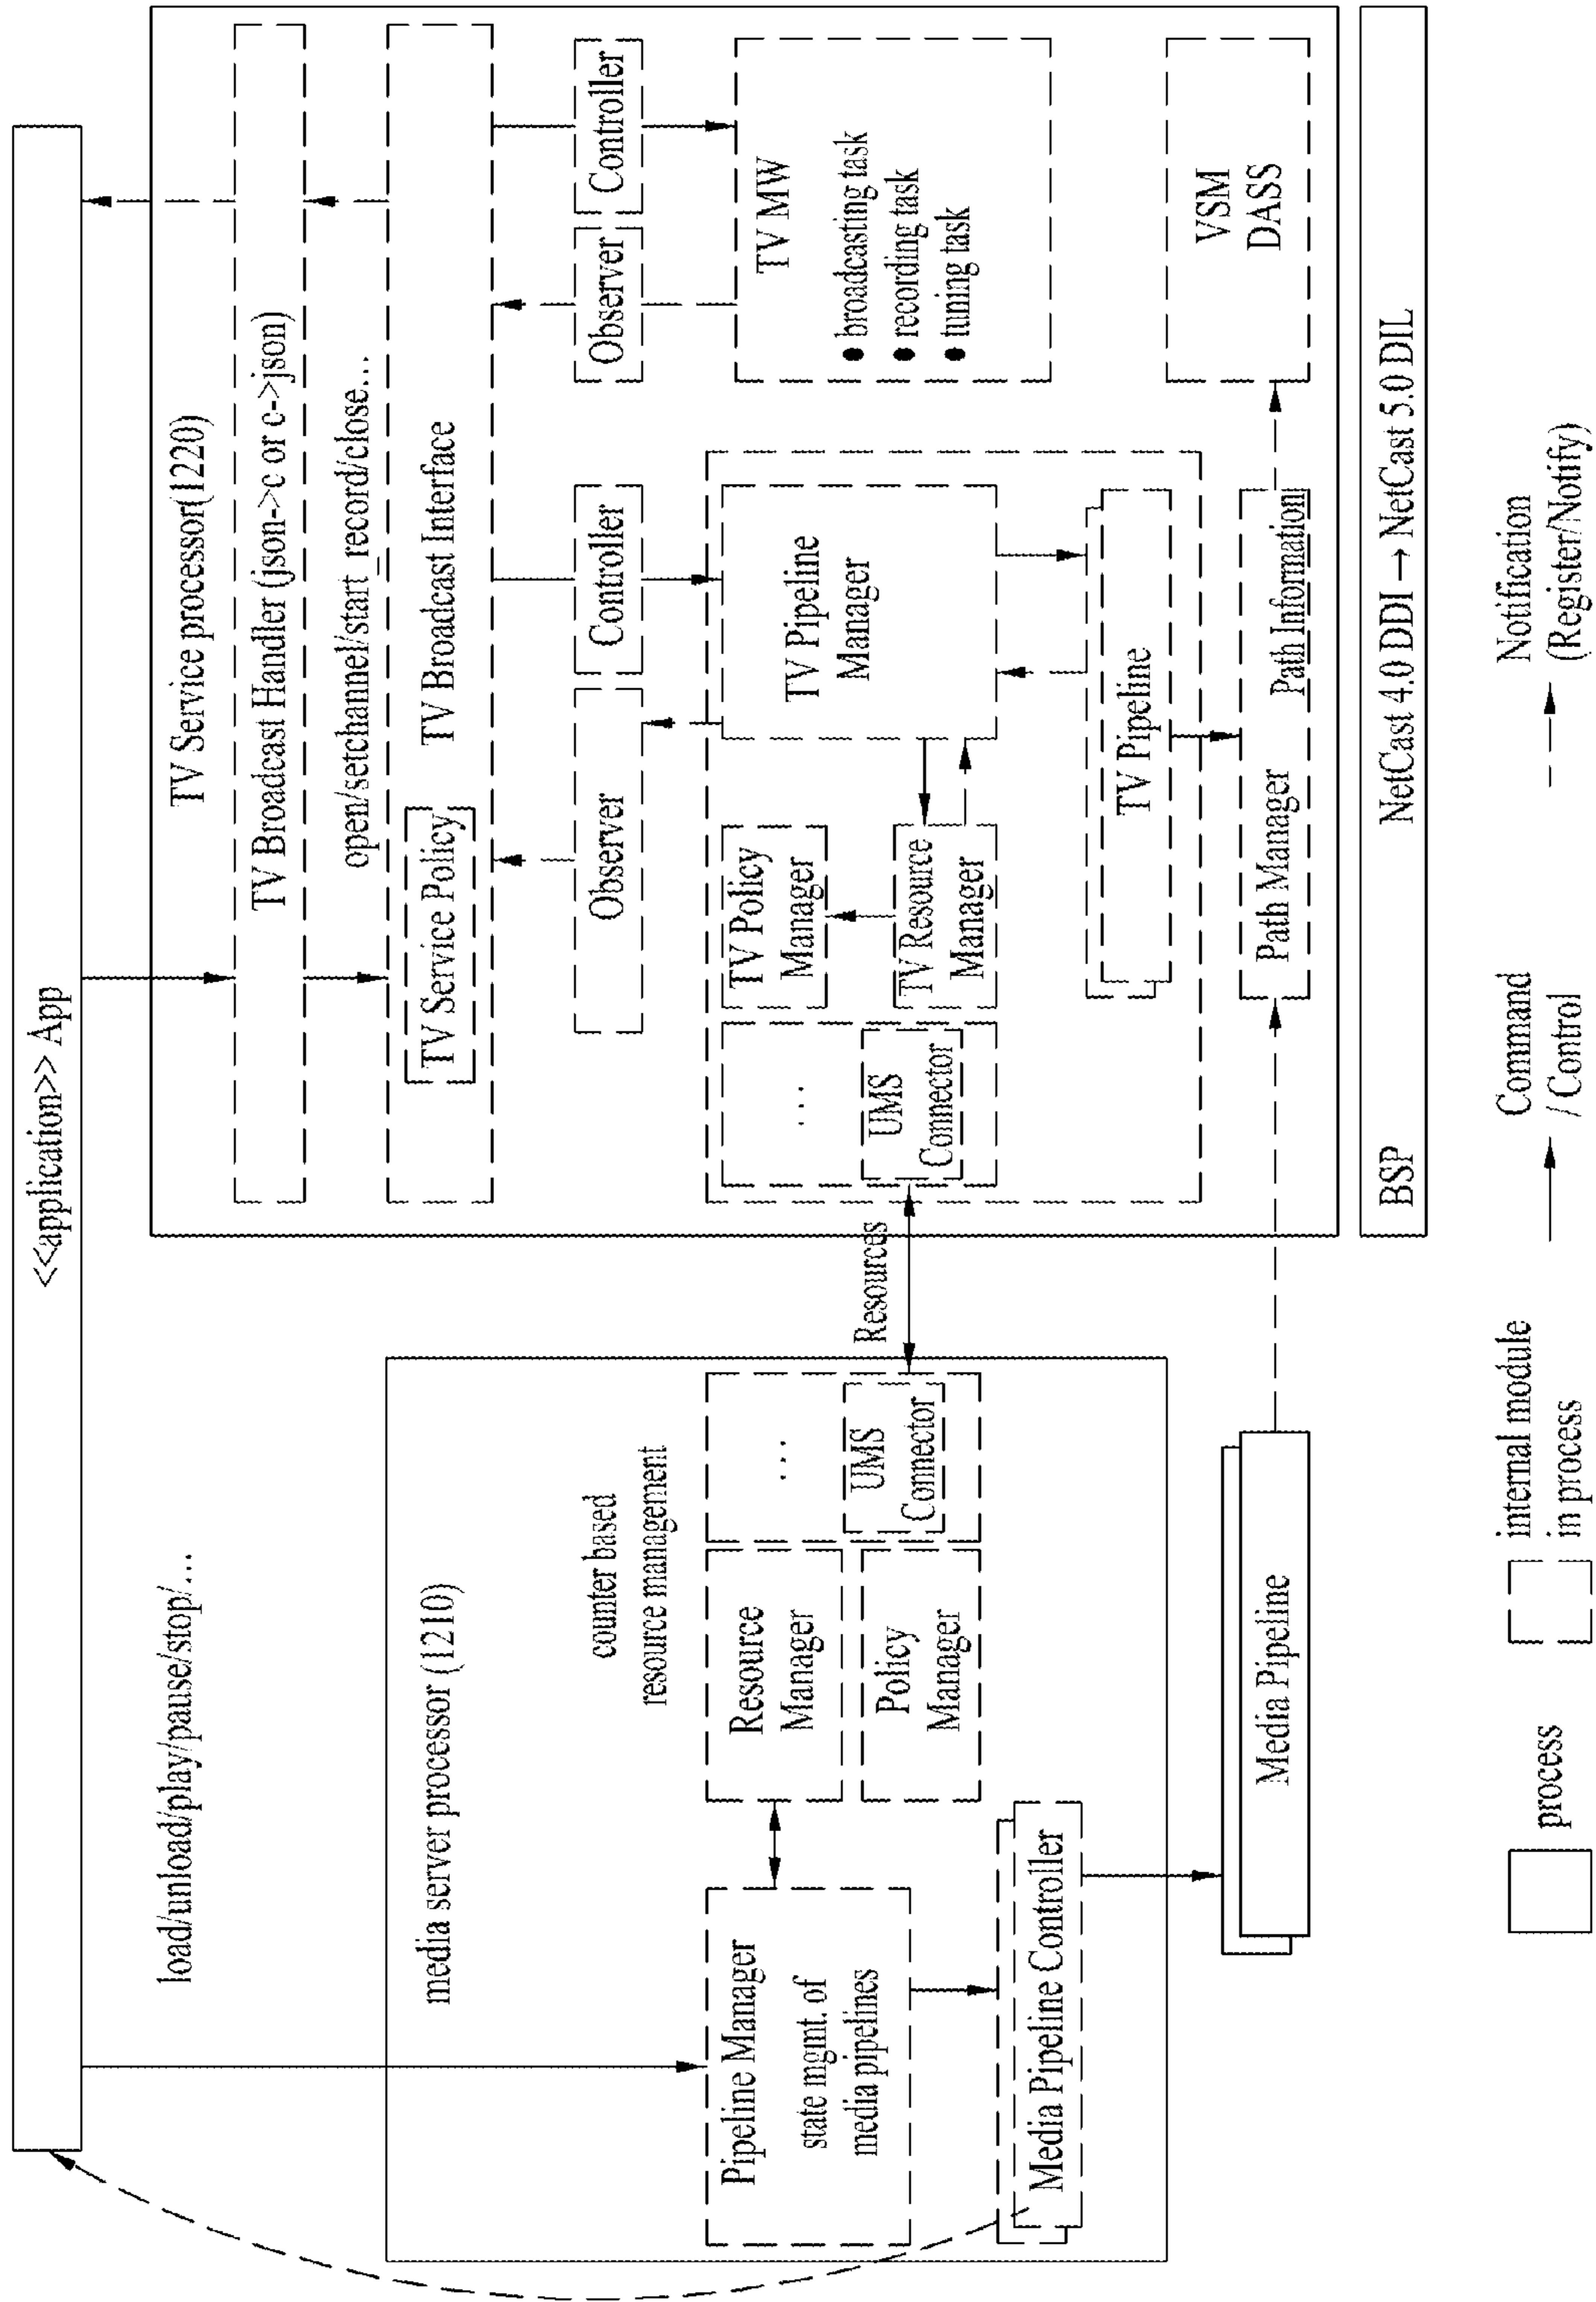 <<application>> App
load/unload/play/pause/stop/...
media server processor (1210)
counter based
resource management
Pipeline Manager
state mgmt. of
media pipelines
Resource
Manager
Policy
Manager
...
UMS
Connector
Media Pipeline Controller
Media Pipeline
Resources
TV Service processor(1220)
TV Broadcast Handler (json->c or c->json)
open/setchannel/start_record/close...
TV Service Policy
TV Broadcast Interface
Observer
Controller
Observer
Controller
...
UMS
Connector
TV Policy
Manager
TV Resource
Manager
TV Pipeline
Manager
TV Pipeline
TV MW
● broadcasting task
● recording task
● tuning task
Path Manager
Path Information
VSM
DASS
BSP
NetCast 4.0 DDI → NetCast 5.0 DIL
process
internal module
in process
Command
/ Control
Notification
(Register/Notify)